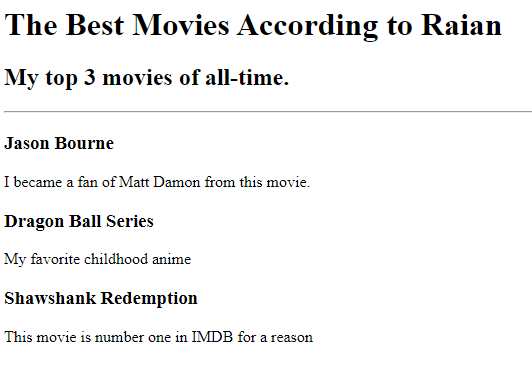 The Best Movies According to Raian
My top 3 movies of all-time.
Jason Bourne
I became a fan of Matt Damon from this movie.
Dragon Ball Series
My favorite childhood anime
Shawshank Redemption
This movie is number one in IMDB for a reason